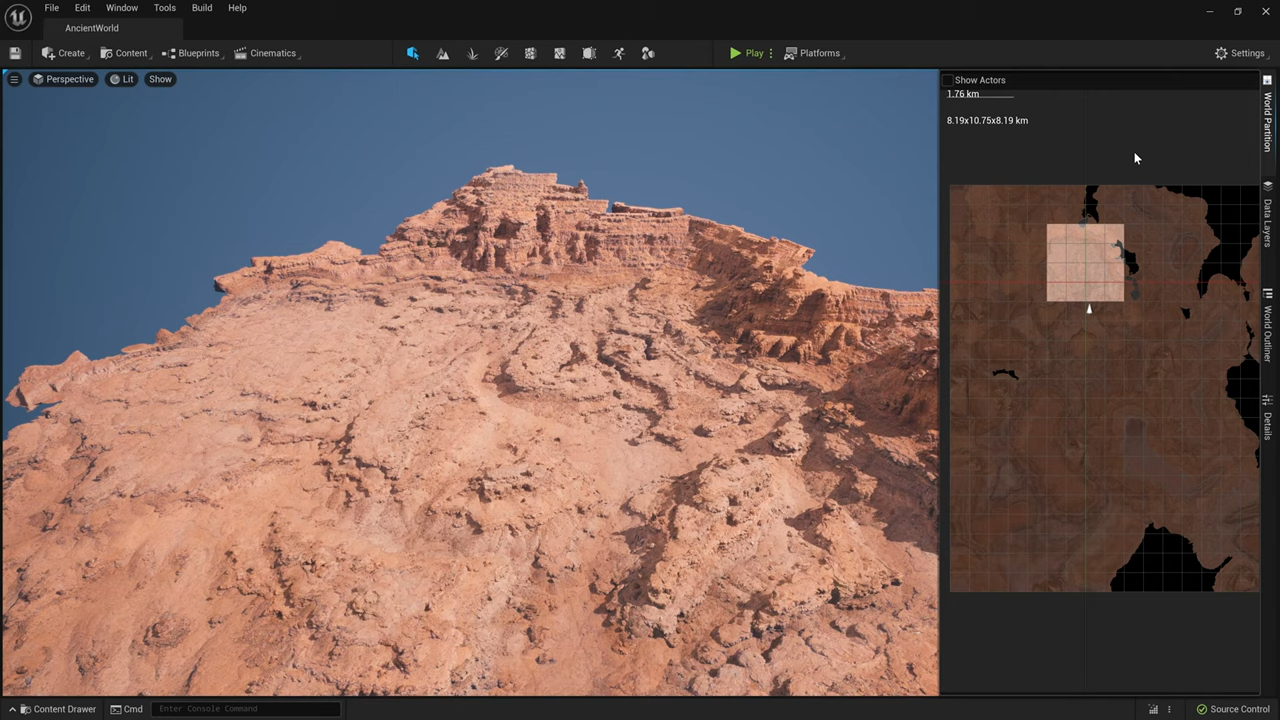 File Edit Window Tools Build Help
AncientWorld
Create Content Blueprints Cinematics Play Platforms Settings
Perspective Lit Show
Show Actors
1.76 km
8.19x10.75x8.19 km
World Partition
Data Layers
World Outliner
Details
Content Drawer Cmd Enter Console Command Source Control